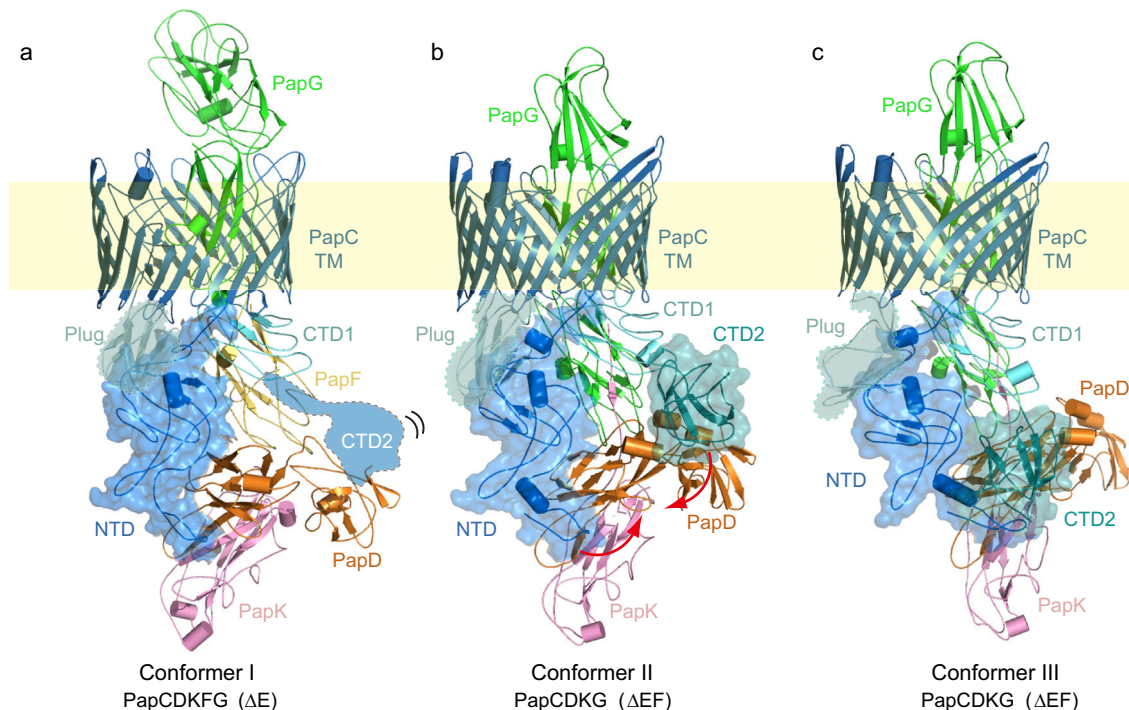 a
PapG
PapC
TM
Plug
CTD1
PapF
CTD2
NTD
PapD
PapK
Conformer I
PapCDKFG (ΔE)
b
PapG
PapC
TM
Plug
CTD1
CTD2
NTD
PapD
PapK
Conformer II
PapCDKG (ΔEF)
c
PapG
PapC
TM
Plug
CTD1
PapD
NTD
CTD2
PapK
Conformer III
PapCDKG (ΔEF)